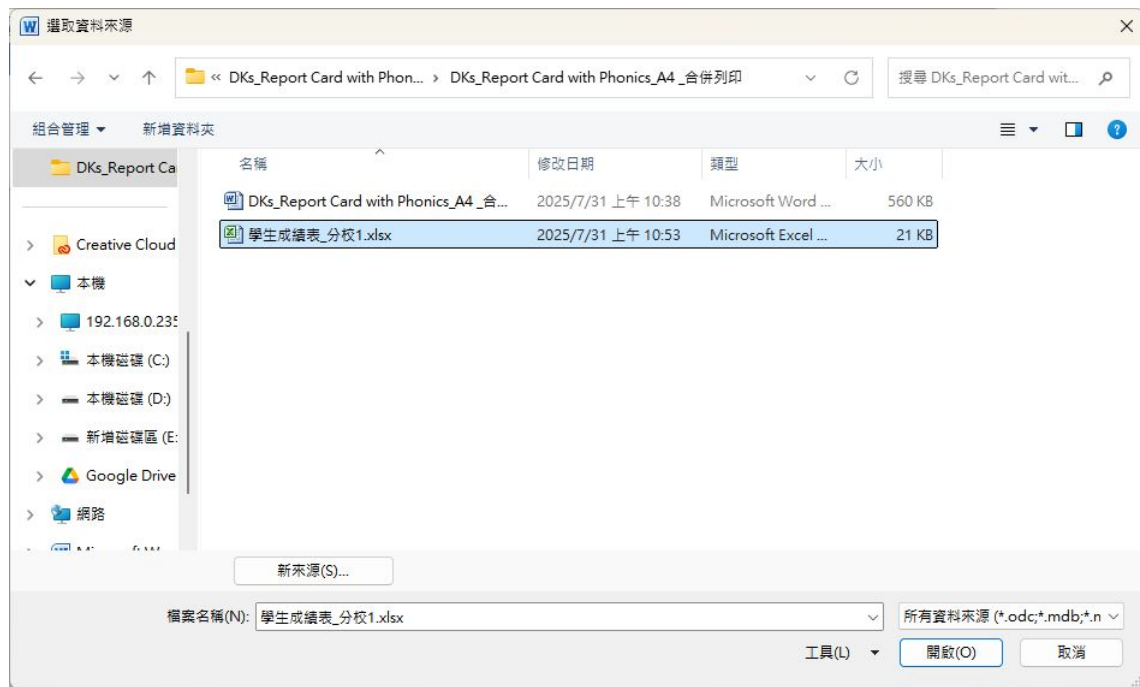 選取資料來源
« DKs_Report Card with Phon... › DKs_Report Card with Phonics_A4 _合併列印
搜尋 DKs_Report Card wit...
組合管理
新增資料夾
DKs_Report Ca
名稱 修改日期 類型 大小
DKs_Report Card with Phonics_A4 _合... 2025/7/31 上午 10:38 Microsoft Word ... 560 KB
學生成績表_分校1.xlsx 2025/7/31 上午 10:53 Microsoft Excel ... 21 KB
Creative Cloud
本機
192.168.0.235
本機磁碟 (C:)
本機磁碟 (D:)
新增磁碟區 (E:
Google Drive
網路
新來源(S)...
檔案名稱(N): 學生成績表_分校1.xlsx
所有資料來源 (*.odc;*.mdb;*.n
工具(L)
開啟(O)
取消